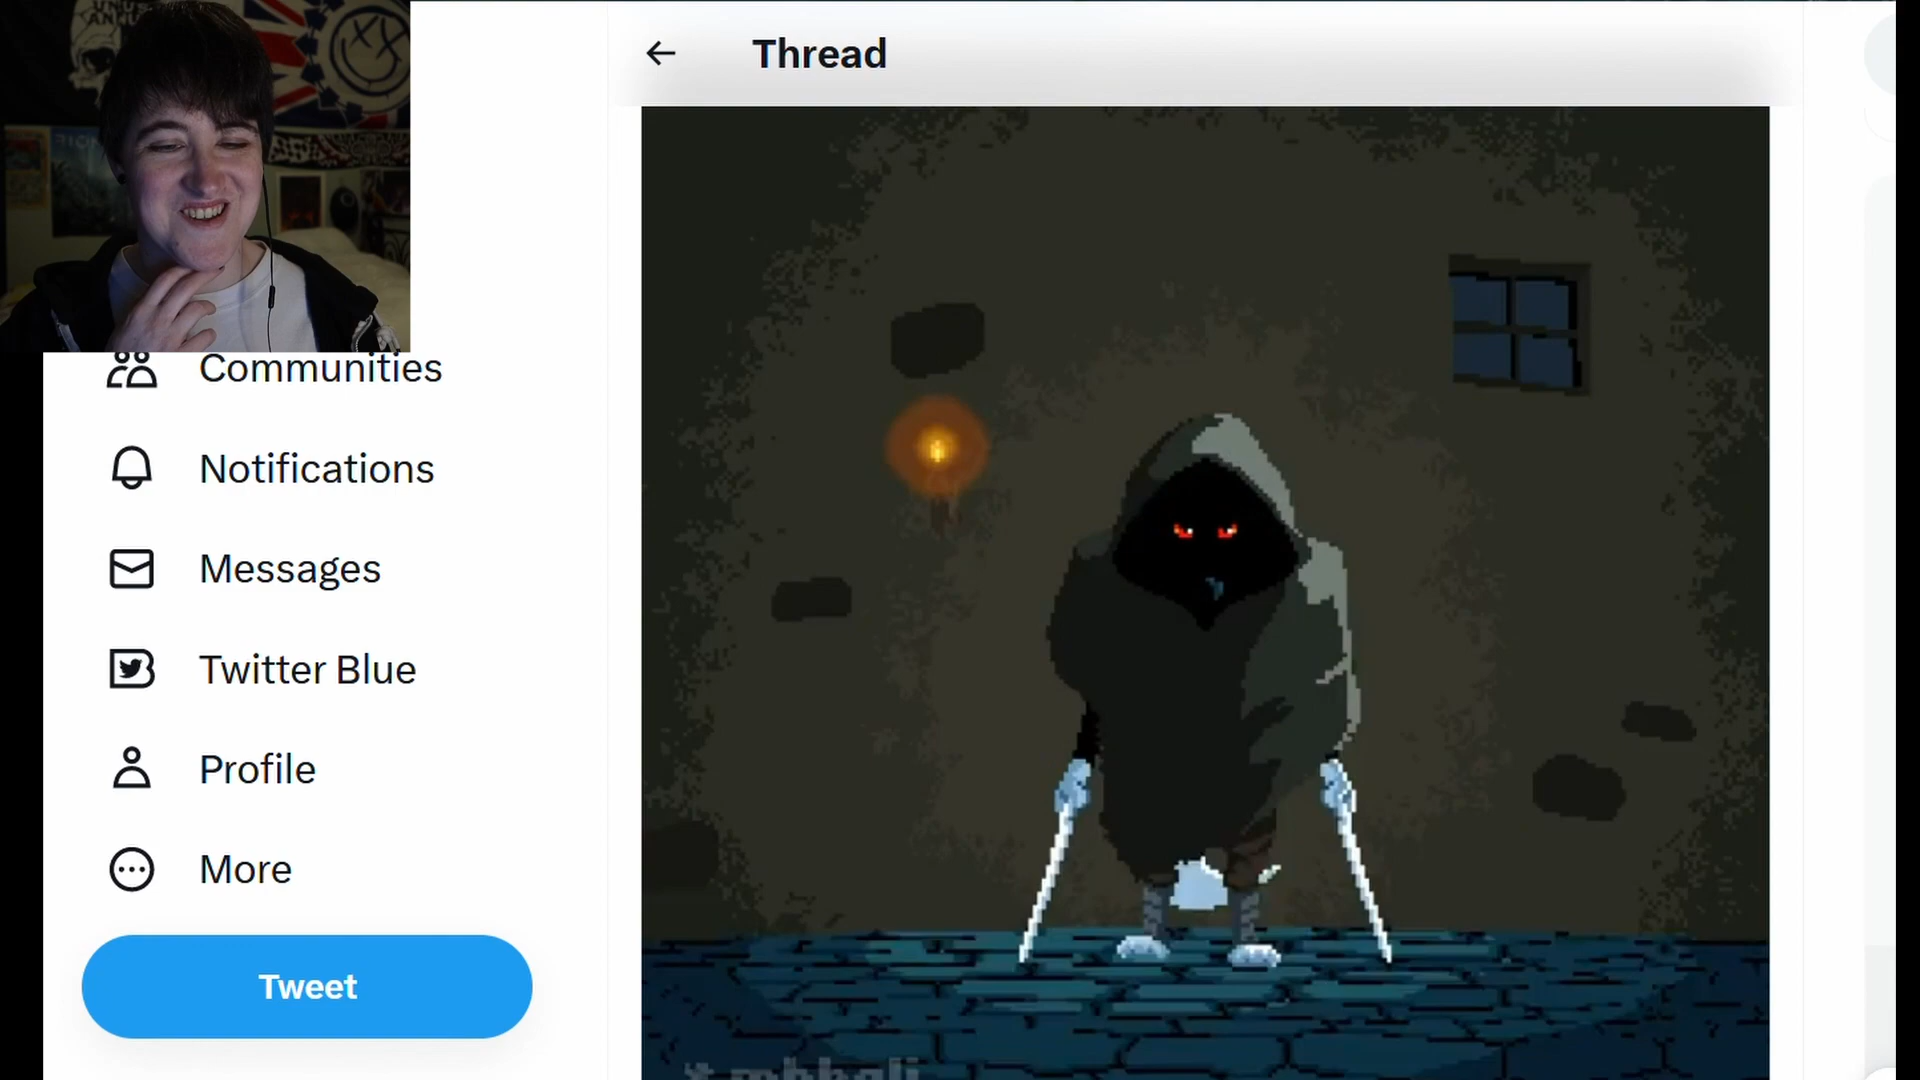 Thread
Communities
Notifications
Messages
Twitter Blue
Profile
More
Tweet